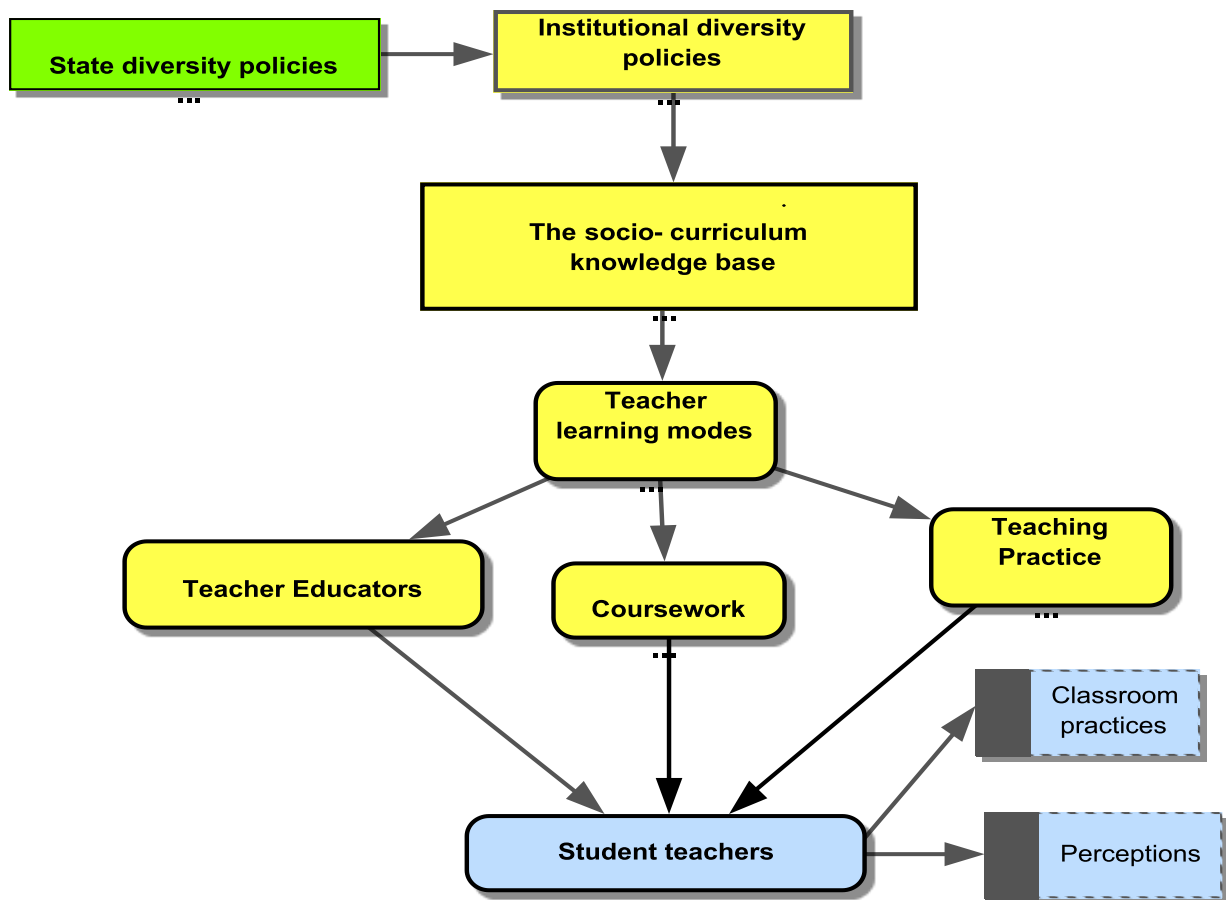 State diversity policies
Institutional diversity
policies
The socio- curriculum
knowledge base
Teacher
learning modes
Teacher Educators
Coursework
Teaching
Practice
Classroom
practices
Student teachers
Perceptions